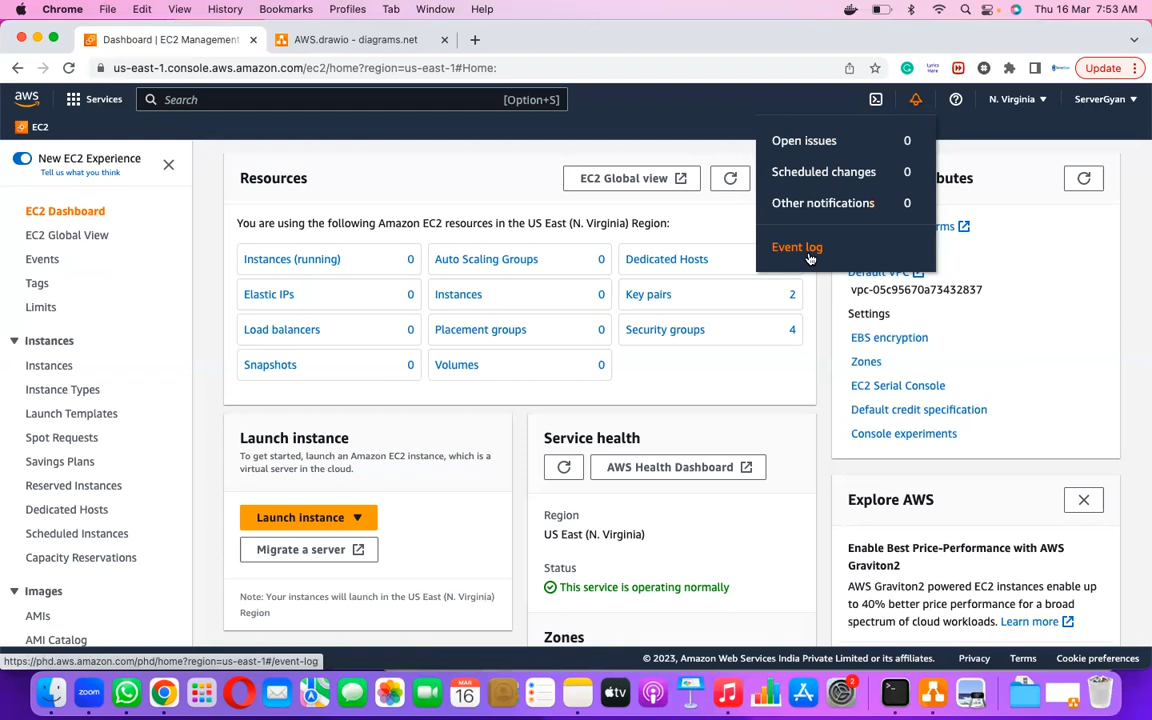 Chrome File Edit View History Bookmarks Profiles Tab Window Help Thu 16 Mar 7:53 AM
Dashboard | EC2 Management
AWS.drawio - diagrams.net
us-east-1.console.aws.amazon.com/ec2/home?region=us-east-1#Home:
Update
aws Services Search [Option+S] N. Virginia ServerGyan
EC2
New EC2 Experience
Tell us what you think
EC2 Dashboard
EC2 Global View
Events
Tags
Limits
Instances
Instances
Instance Types
Launch Templates
Spot Requests
Savings Plans
Reserved Instances
Dedicated Hosts
Scheduled Instances
Capacity Reservations
Images
AMIs
AMI Catalog
Resources
EC2 Global view
You are using the following Amazon EC2 resources in the US East (N. Virginia) Region:
Instances (running) 0 Auto Scaling Groups 0 Dedicated Hosts
Elastic IPs 0 Instances 0 Key pairs 2
Load balancers 0 Placement groups 0 Security groups 4
Snapshots 0 Volumes 0
Launch instance
To get started, launch an Amazon EC2 instance, which is a
virtual server in the cloud.
Launch instance
Migrate a server
Note: Your instances will launch in the US East (N. Virginia)
Region
Service health
AWS Health Dashboard
Region
US East (N. Virginia)
Status
This service is operating normally
Zones
Open issues 0
Scheduled changes 0
Other notifications 0
Event log
Default VPC
vpc-05c95670a73432837
Settings
EBS encryption
Zones
EC2 Serial Console
Default credit specification
Console experiments
Explore AWS
Enable Best Price-Performance with AWS
Graviton2
AWS Graviton2 powered EC2 instances enable up
to 40% better price performance for a broad
spectrum of cloud workloads. Learn more
https://phd.aws.amazon.com/phd/home?region=us-east-1#/event-log
© 2023, Amazon Web Services India Private Limited or its affiliates. Privacy Terms Cookie preferences
zoom
MAR
16
tv
2